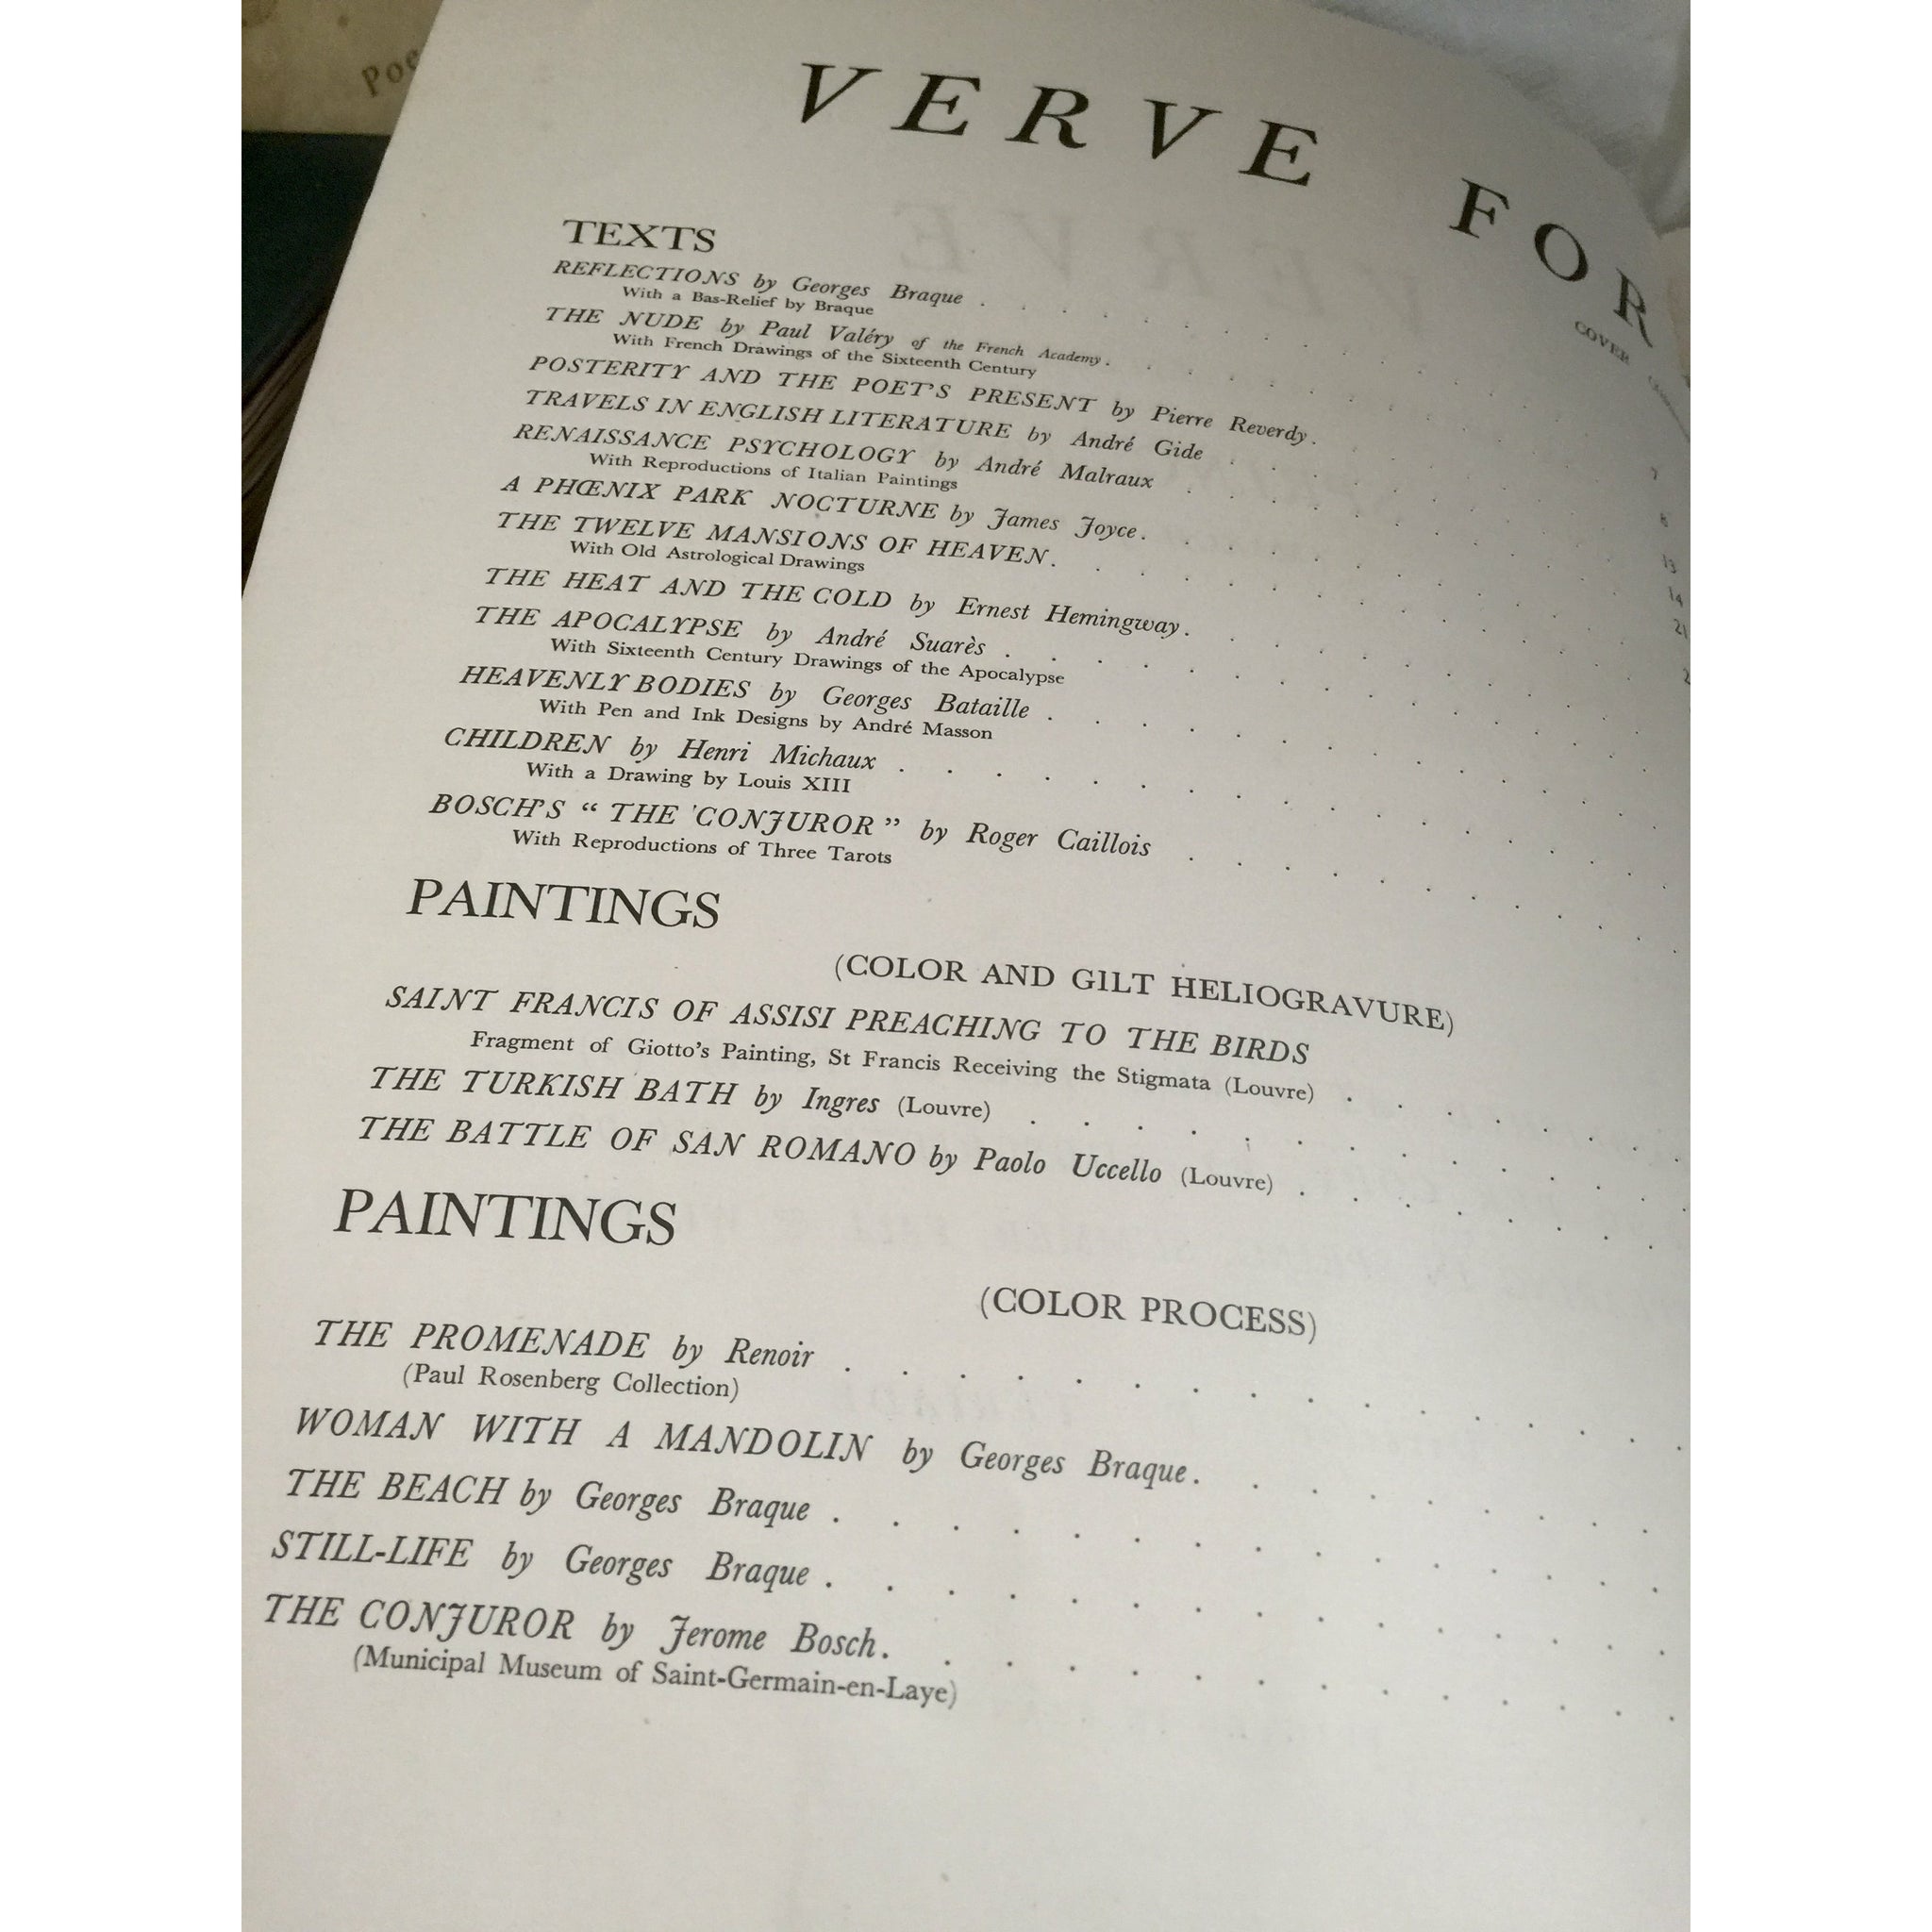 Poe
VERVE FOR
COVER
TEXTS
REFLECTIONS by Georges Braque .
With a Bas-Relief by Braque
THE NUDE by Paul Valéry of the French Academy.
With French Drawings of the Sixteenth Century
POSTERITY AND THE POET'S PRESENT by Pierre Reverdy.
TRAVELS IN ENGLISH LITERATURE by André Gide 7
RENAISSANCE PSYCHOLOGY by André Malraux 8
With Reproductions of Italian Paintings
A PHŒNIX PARK NOCTURNE by James Joyce. 13
THE TWELVE MANSIONS OF HEAVEN. 14
With Old Astrological Drawings
THE HEAT AND THE COLD by Ernest Hemingway. 21
THE APOCALYPSE by André Suarès . 2
With Sixteenth Century Drawings of the Apocalypse
HEAVENLY BODIES by Georges Bataille .
With Pen and Ink Designs by André Masson
CHILDREN by Henri Michaux .
With a Drawing by Louis XIII
BOSCH'S “ THE 'CONJUROR ” by Roger Caillois .
With Reproductions of Three Tarots
PAINTINGS
(COLOR AND GILT HELIOGRAVURE)
SAINT FRANCIS OF ASSISI PREACHING TO THE BIRDS
Fragment of Giotto's Painting, St Francis Receiving the Stigmata (Louvre) .
THE TURKISH BATH by Ingres (Louvre) .
THE BATTLE OF SAN ROMANO by Paolo Uccello (Louvre) .
PAINTINGS
(COLOR PROCESS)
THE PROMENADE by Renoir .
(Paul Rosenberg Collection)
WOMAN WITH A MANDOLIN by Georges Braque.
THE BEACH by Georges Braque .
STILL-LIFE by Georges Braque .
THE CONJUROR by Jerome Bosch.
(Municipal Museum of Saint-Germain-en-Laye)